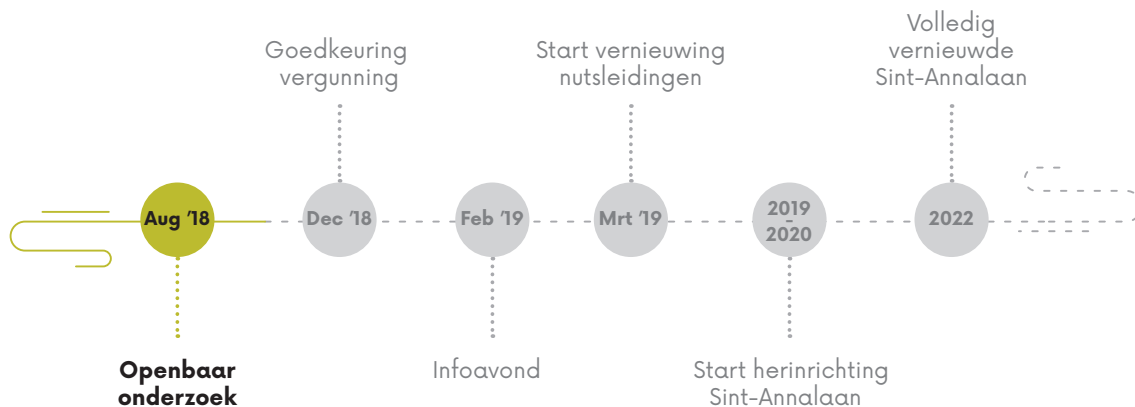 Goedkeuring
vergunning
Start vernieuwing
nutsleidingen
Volledig
vernieuwde
Sint-Annalaan
Aug '18
Dec '18
Feb '19
Mrt '19
2019
-
2020
2022
Openbaar
onderzoek
Infoavond
Start herinrichting
Sint-Annalaan